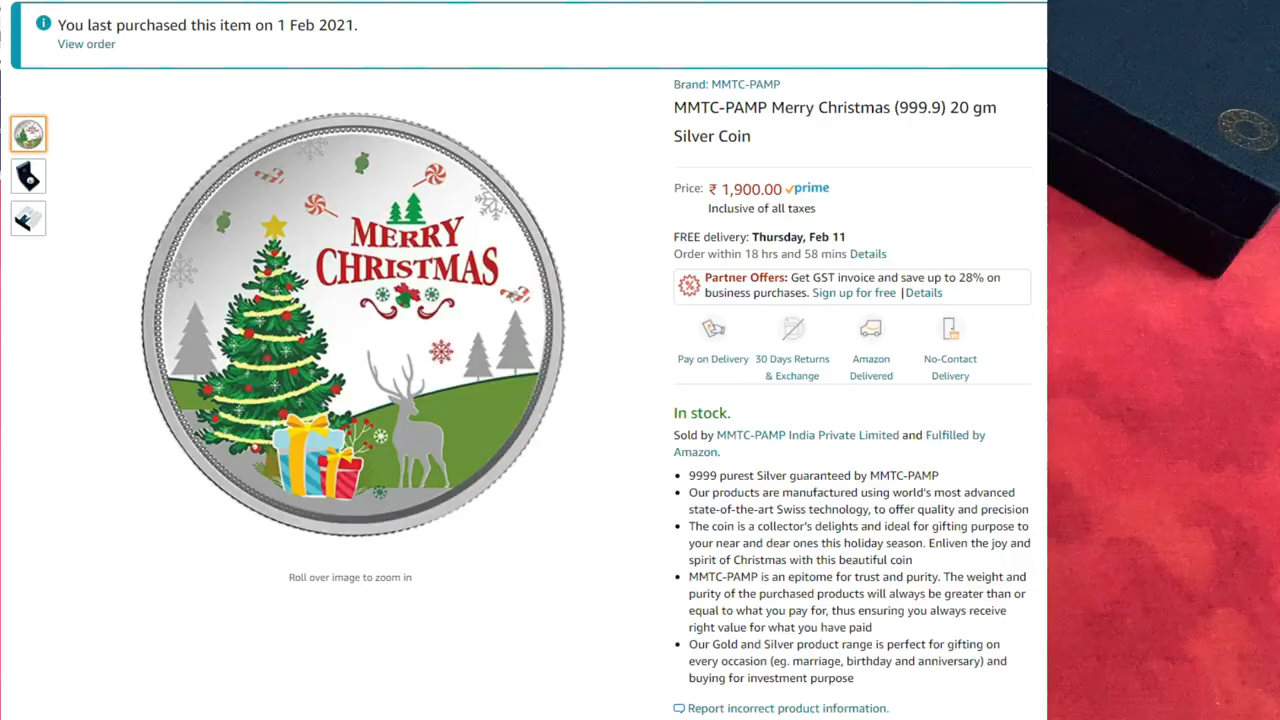 You last purchased this item on 1 Feb 2021.
View order
MERRY
CHRISTMAS
Roll over image to zoom in
Brand: MMTC-PAMP
MMTC-PAMP Merry Christmas (999.9) 20 gm
Silver Coin
Price: ₹ 1,900.00 prime
Inclusive of all taxes
FREE delivery: Thursday, Feb 11
Order within 18 hrs and 58 mins Details
Partner Offers: Get GST invoice and save up to 28% on
business purchases. Sign up for free | Details
Pay on Delivery
30 Days Returns
& Exchange
Amazon
Delivered
No-Contact
Delivery
In stock.
Sold by MMTC-PAMP India Private Limited and Fulfilled by
Amazon.
• 9999 purest Silver guaranteed by MMTC-PAMP
• Our products are manufactured using world's most advanced
state-of-the-art Swiss technology, to offer quality and precision
• The coin is a collector's delights and ideal for gifting purpose to
your near and dear ones this holiday season. Enliven the joy and
spirit of Christmas with this beautiful coin
• MMTC-PAMP is an epitome for trust and purity. The weight and
purity of the purchased products will always be greater than or
equal to what you pay for, thus ensuring you always receive
right value for what you have paid
• Our Gold and Silver product range is perfect for gifting on
every occasion (eg. marriage, birthday and anniversary) and
buying for investment purpose
Report incorrect product information.